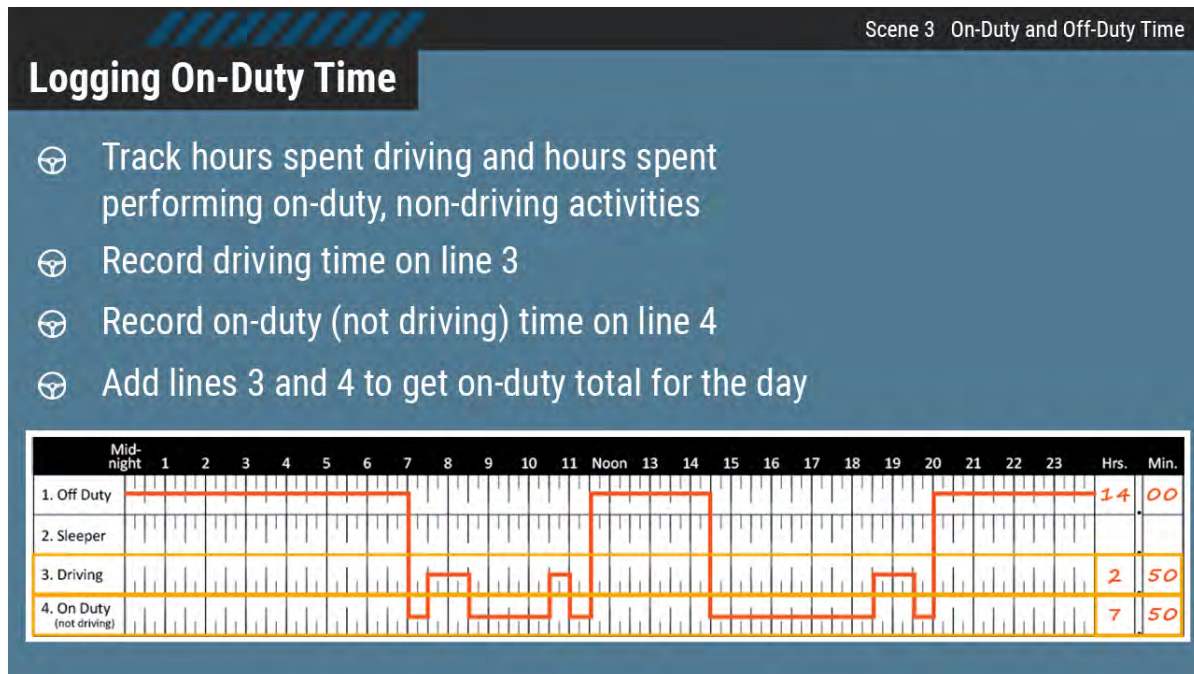 Scene 3 On-Duty and Off-Duty Time
Logging On-Duty Time
Track hours spent driving and hours spent
performing on-duty, non-driving activities
Record driving time on line 3
Record on-duty (not driving) time on line 4
Add lines 3 and 4 to get on-duty total for the day
Mid-
night 1 2 3 4 5 6 7 8 9 10 11 Noon 13 14 15 16 17 18 19 20 21 22 23 Hrs. Min.
1. Off Duty 14 00
2. Sleeper
3. Driving 2 50
4. On Duty 7 50
(not driving)